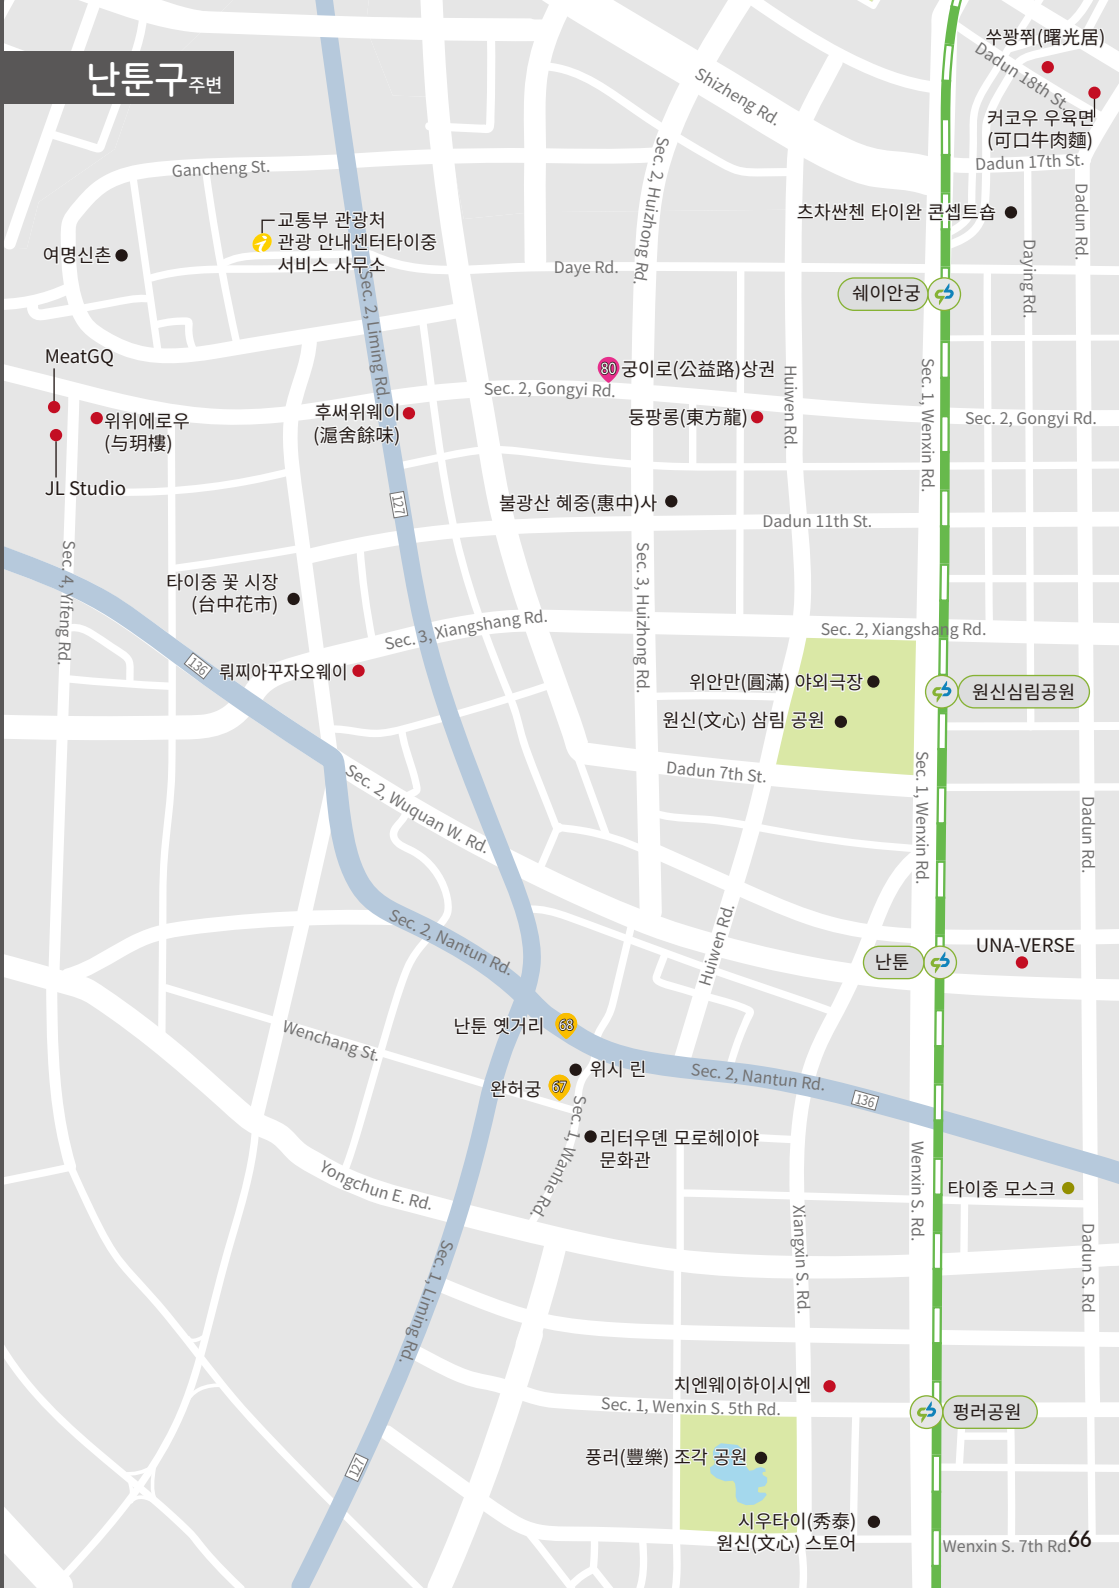 쑤꽝쮜(曙光居)
Dadun 18th St.
난툰구주변
Shizheng Rd.
커코우 우육면
(可口牛肉麵)
Dadun 17th St.
Gancheng St.
Sec. 2, Huizhong Rd.
Dadun Rd.
교통부 관광처
관광 안내센터타이중
서비스 사무소
츠차싼첸 타이완 콘셉트숍
여명신촌
Daye Rd.
Daying Rd.
쉐이안궁
Sec. 2, Liming Rd.
MeatGQ
80
궁이로(公益路)상권
Sec. 2, Gongyi Rd.
Huiwen Rd.
Sec. 1, Wenxin Rd.
위위에로우
(与玥樓)
후써위웨이
(滬舍餘味)
둥팡룽(東方龍)
Sec. 2, Gongyi Rd.
JL Studio
127
불광산 혜중(惠中)사
Dadun 11th St.
Sec. 4, Yifeng Rd.
타이중 꽃 시장
(台中花市)
Sec. 3, Huizhong Rd.
Sec. 3, Xiangshang Rd.
Sec. 2, Xiangshang Rd.
136
뤄찌아꾸자오웨이
위안만(圓滿) 야외극장
원신심림공원
원신(文心) 삼림 공원
Dadun 7th St.
Sec. 1, Wenxin Rd.
Sec. 2, Wuquan W. Rd.
Dadun Rd.
Sec. 2, Nantun Rd.
Huiwen Rd.
UNA-VERSE
난툰
난툰 옛거리
68
Wenchang St.
위시 린
완허궁
67
Sec. 2, Nantun Rd.
136
Sec. 1, Wanhe Rd.
리터우뎬 모로헤이야
문화관
Wenxin S. Rd.
Yongchun E. Rd.
타이중 모스크
Xiangxin S. Rd.
Dadun S. Rd
Sec. 1, Liming Rd.
치엔웨이하이시엔
Sec. 1, Wenxin S. 5th Rd.
펑러공원
풍러(豐樂) 조각 공원
127
시우타이(秀泰)
원신(文心) 스토어
Wenxin S. 7th Rd.
66